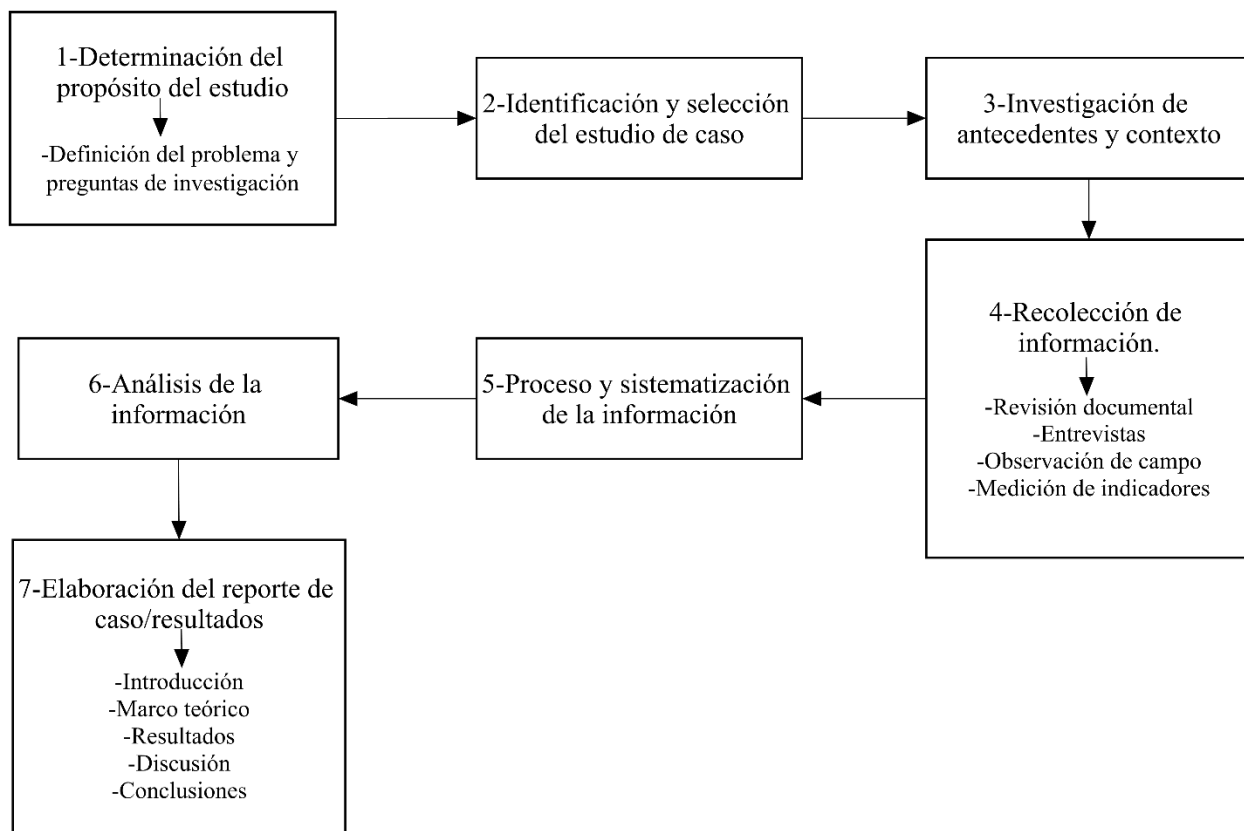 1-Determinación del
propósito del estudio
-Definición del problema y
preguntas de investigación
2-Identificación y selección
del estudio de caso
3-Investigación de
antecedentes y contexto
4-Recolección de
información.
-Revisión documental
-Entrevistas
-Observación de campo
-Medición de indicadores
5-Proceso y sistematización
de la información
6-Análisis de la
información
7-Elaboración del reporte de
caso/resultados
-Introducción
-Marco teórico
-Resultados
-Discusión
-Conclusiones